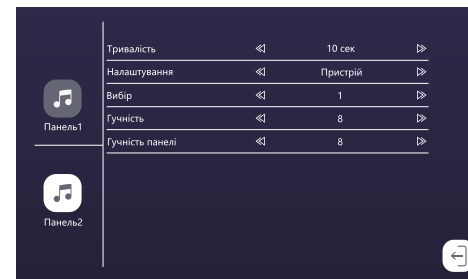 Тривалість 10 сек
Налаштування Пристрій
Вибір 1
Гучність 8
Гучність панелі 8
Панель1
Панель2